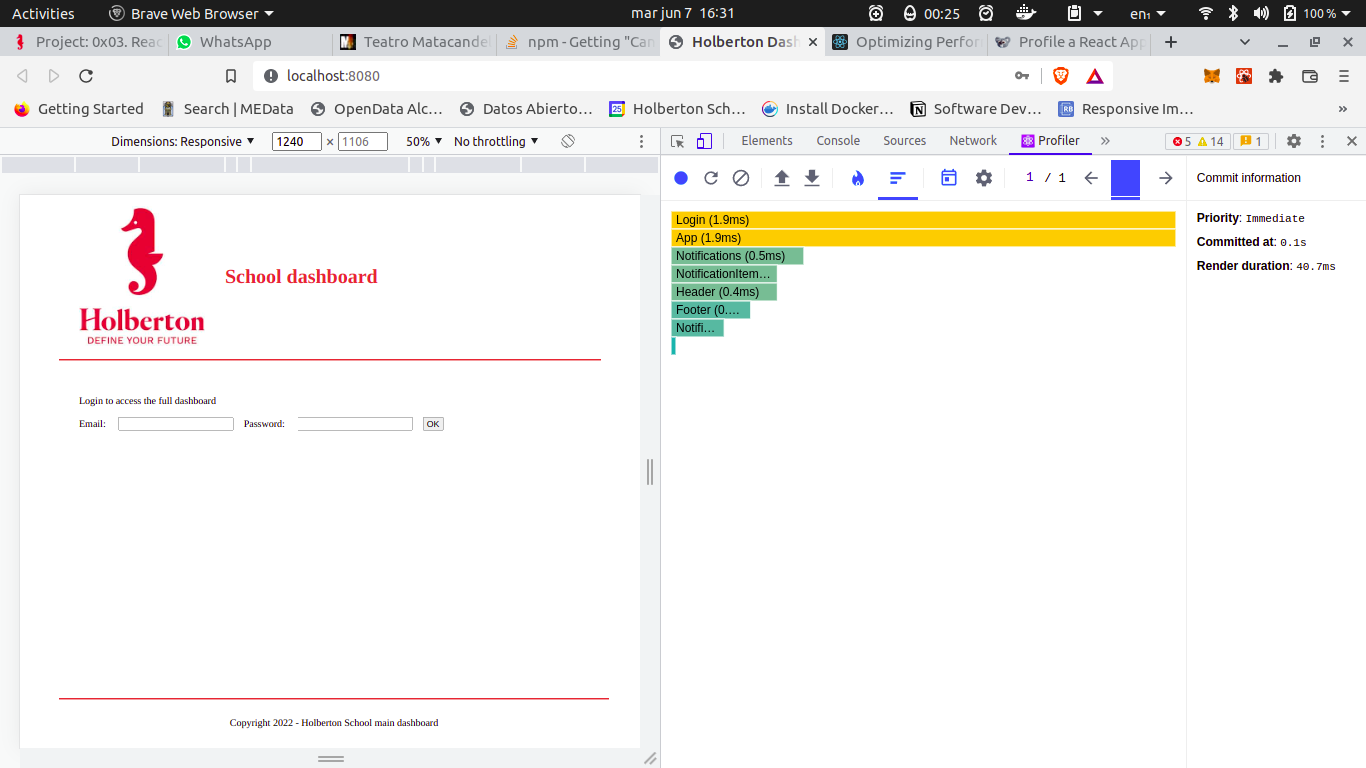 Activities Brave Web Browser mar jun 7 16:31 00:25 en₁ 100 %
Project: 0x03. Reac WhatsApp Teatro Matacandel npm - Getting "Can Holberton Dash Optimizing Perfor Profile a React App
localhost:8080
Getting Started Search | MEData OpenData Alc… Datos Abierto… 25 Holberton Sch… Install Docker… N Software Dev… RB Responsive Im… »
Dimensions: Responsive 1240 × 1106 50% No throttling
Elements Console Sources Network Profiler » 5 14 1
1 / 1
Commit information
Priority: Immediate
Committed at: 0.1s
Render duration: 40.7ms
Login (1.9ms)
App (1.9ms)
Notifications (0.5ms)
NotificationItem…
Header (0.4ms)
Footer (0.…
Notifi…
School dashboard
Holberton
DEFINE YOUR FUTURE
Login to access the full dashboard
Email: Password: OK
Copyright 2022 - Holberton School main dashboard